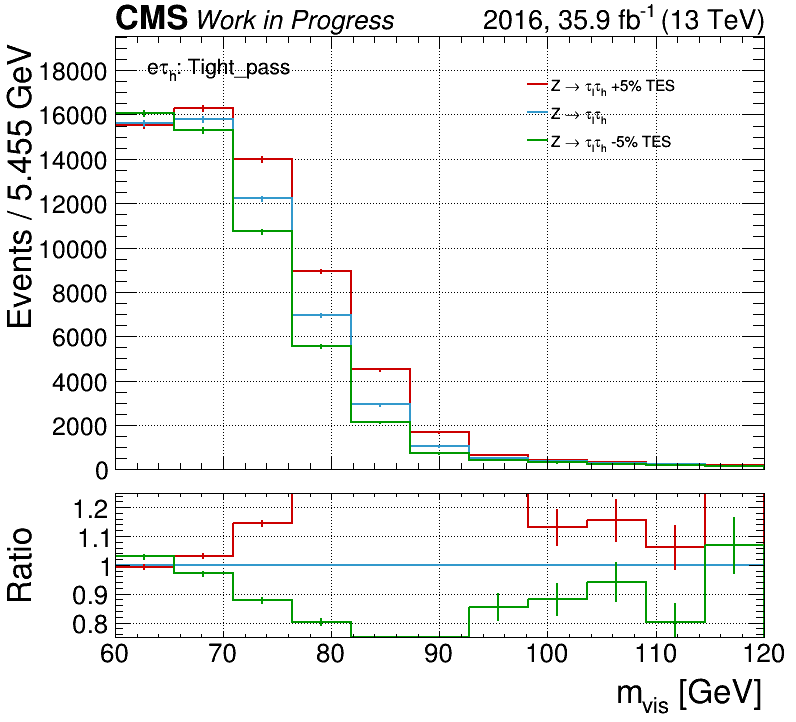 CMS Work in Progress 2016, 35.9 fb⁻¹ (13 TeV)
eτₕ: Tight_pass
Z → τₗτₕ +5% TES
Z → τₗτₕ
Z → τₗτₕ -5% TES
Events / 5.455 GeV
18000
16000
14000
12000
10000
8000
6000
4000
2000
0
Ratio
1.2
1.1
1
0.9
0.8
60 70 80 90 100 110 120
m_vis [GeV]